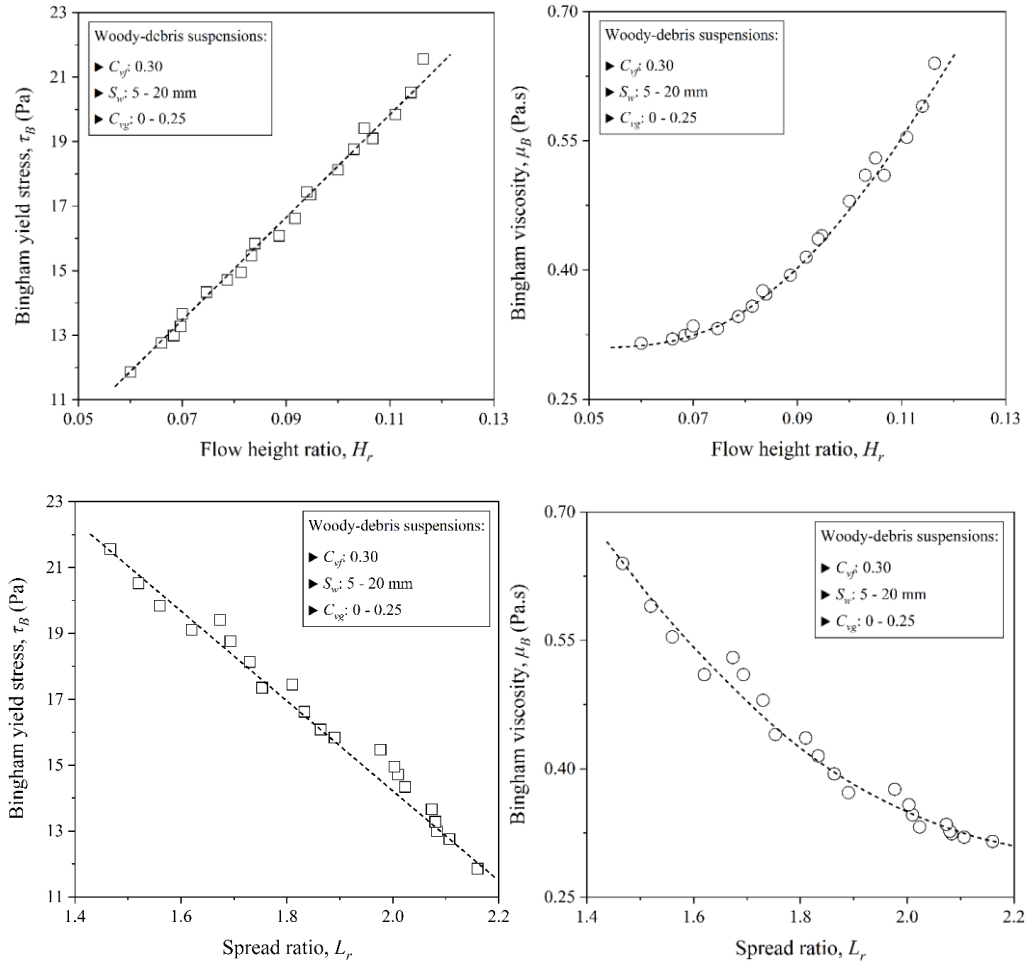 23
21
19
17
15
13
11
Bingham yield stress, τB (Pa)
Woody-debris suspensions:
► Cvf: 0.30
► Sw: 5 - 20 mm
► Cvg: 0 - 0.25
0.05
0.07
0.09
0.11
0.13
Flow height ratio, Hr
0.70
0.55
0.40
0.25
Bingham viscosity, μB (Pa.s)
Woody-debris suspensions:
► Cvf: 0.30
► Sw: 5 - 20 mm
► Cvg: 0 - 0.25
0.05
0.07
0.09
0.11
0.13
Flow height ratio, Hr
23
21
19
17
15
13
11
Bingham yield stress, τB (Pa)
Woody-debris suspensions:
► Cvf: 0.30
► Sw: 5 - 20 mm
► Cvg: 0 - 0.25
1.4
1.6
1.8
2.0
2.2
Spread ratio, Lr
0.70
0.55
0.40
0.25
Bingham viscosity, μB (Pa.s)
Woody-debris suspensions:
► Cvf: 0.30
► Sw: 5 - 20 mm
► Cvg: 0 - 0.25
1.4
1.6
1.8
2.0
2.2
Spread ratio, Lr